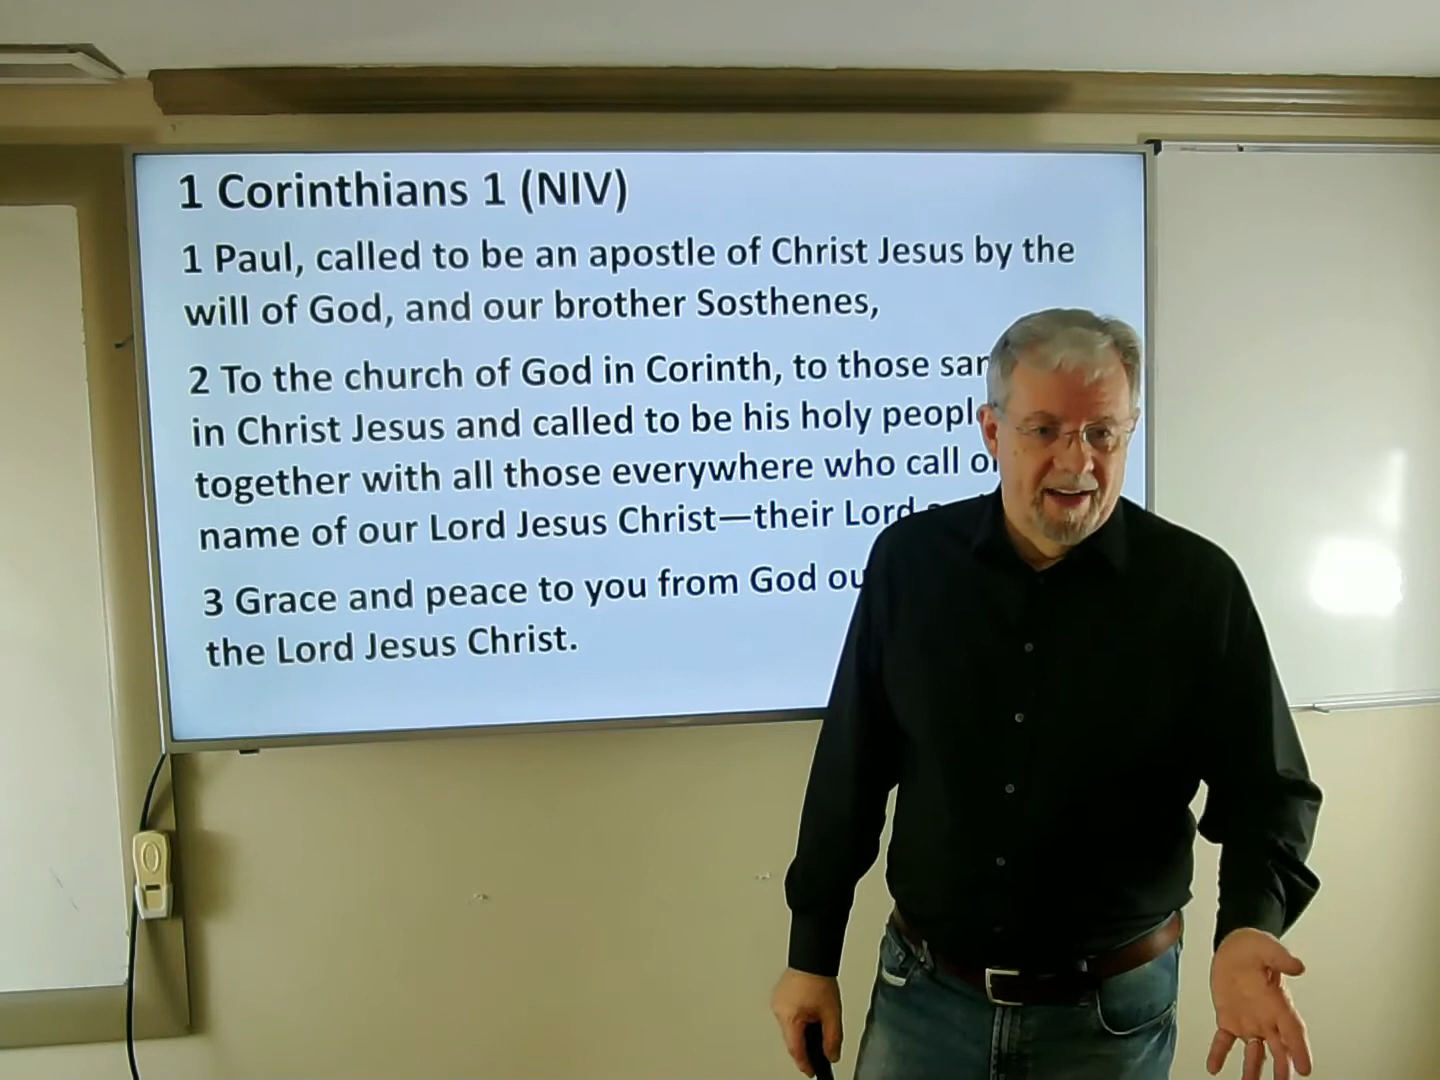 1 Corinthians 1 (NIV)
1 Paul, called to be an apostle of Christ Jesus by the
will of God, and our brother Sosthenes,
2 To the church of God in Corinth, to those
in Christ Jesus and called to be his holy
together with all those everywhere who call
name of our Lord Jesus Christ—their Lord
3 Grace and peace to you from God
the Lord Jesus Christ.